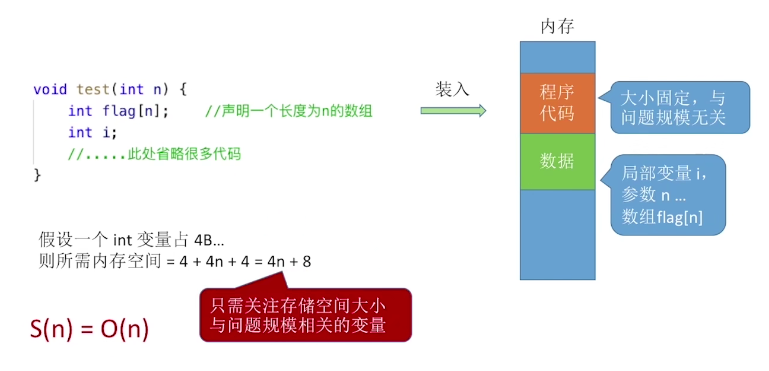 内存
void test(int n) {
int flag[n];      //声明一个长度为n的数组
int i;
//.....此处省略很多代码
}
装入
程序
代码
大小固定，与
问题规模无关
数据
局部变量 i，
参数 n ...
数组flag[n]
假设一个 int 变量占 4B...
则所需内存空间 = 4 + 4n + 4 = 4n + 8
只需关注存储空间大小
与问题规模相关的变量
S(n) = O(n)